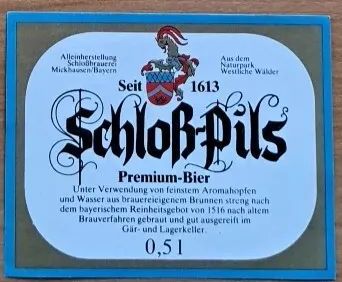 Alleinherstellung
Schloßbrauerei
Mickhausen/Bayern
Aus dem
Naturpark
Westliche Wälder
Seit 1613
Schloß-Pils
Premium-Bier
Unter Verwendung von feinstem Aromahopfen
und Wasser aus brauereieigenem Brunnen streng nach
dem bayerischem Reinheitsgebot von 1516 nach altem
Brauverfahren gebraut und gut ausgereift im
Gär- und Lagerkeller.
0,5 l